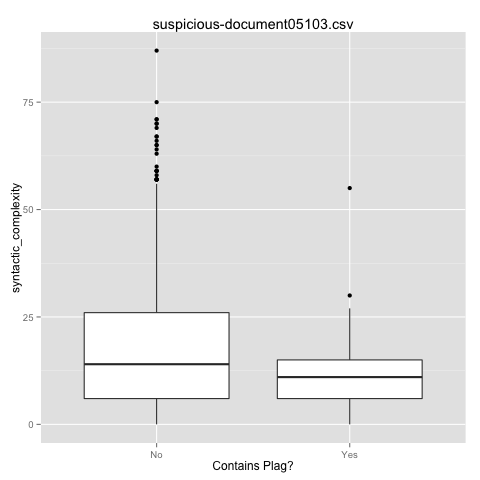 suspicious-document05103.csv
syntactic_complexity
75
50
25
0
No
Yes
Contains Plag?